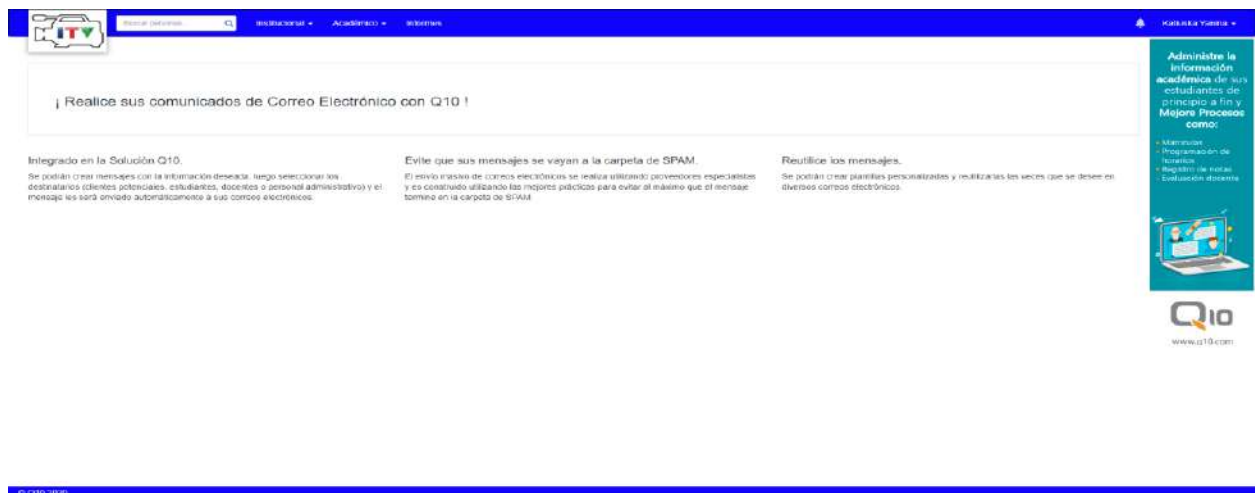 ITV
Buscar personas
Institucional
Académico
Informes
¡ Realice sus comunicados de Correo Electrónico con Q10 !
Integrado en la Solución Q10.
Se podrán crear mensajes con la información deseada, luego seleccionar los
destinatarios (clientes potenciales, estudiantes, docentes o personal administrativo) y el
mensaje les será enviado automáticamente a sus correos electrónicos.
Evite que sus mensajes se vayan a la carpeta de SPAM.
El envío masivo de correos electrónicos se realiza utilizando proveedores especialistas
y es construido utilizando las mejores prácticas para evitar al máximo que el mensaje
termine en la carpeta de SPAM.
Reutilice los mensajes.
Se podrán crear plantillas personalizadas y reutilizarlas las veces que se desee en
diversos correos electrónicos
Administre la
información
académica de sus
estudiantes de
principio a fin y
Mejore Procesos
como:
Programación de
horarios
Registro de notas
Evaluación docente
Q10
www.q10.com
© Q10 2020